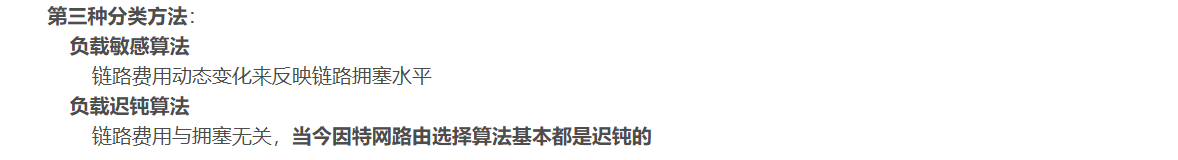 第三种分类方法：
负载敏感算法
链路费用动态变化来反映链路拥塞水平
负载迟钝算法
链路费用与拥塞无关，当今因特网路由选择算法基本都是迟钝的